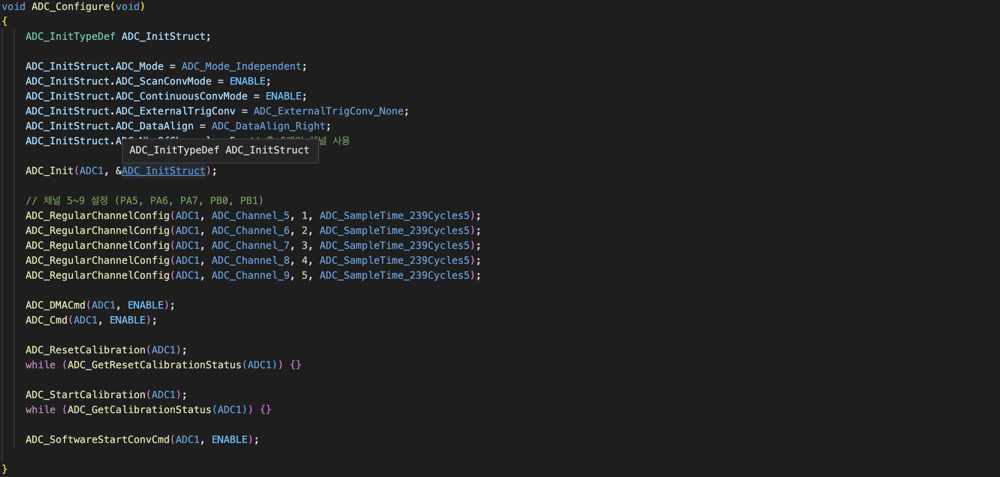 void ADC_Configure(void)
{
ADC_InitTypeDef ADC_InitStruct;
ADC_InitStruct.ADC_Mode = ADC_Mode_Independent;
ADC_InitStruct.ADC_ScanConvMode = ENABLE;
ADC_InitStruct.ADC_ContinuousConvMode = ENABLE;
ADC_InitStruct.ADC_ExternalTrigConv = ADC_ExternalTrigConv_None;
ADC_InitStruct.ADC_DataAlign = ADC_DataAlign_Right;
ADC_InitStruct. 사용
ADC_InitTypeDef ADC_InitStruct
ADC_Init(ADC1, &ADC_InitStruct);
// 채널 5~9 설정 (PA5, PA6, PA7, PB0, PB1)
ADC_RegularChannelConfig(ADC1, ADC_Channel_5, 1, ADC_SampleTime_239Cycles5);
ADC_RegularChannelConfig(ADC1, ADC_Channel_6, 2, ADC_SampleTime_239Cycles5);
ADC_RegularChannelConfig(ADC1, ADC_Channel_7, 3, ADC_SampleTime_239Cycles5);
ADC_RegularChannelConfig(ADC1, ADC_Channel_8, 4, ADC_SampleTime_239Cycles5);
ADC_RegularChannelConfig(ADC1, ADC_Channel_9, 5, ADC_SampleTime_239Cycles5);
ADC_DMACmd(ADC1, ENABLE);
ADC_Cmd(ADC1, ENABLE);
ADC_ResetCalibration(ADC1);
while (ADC_GetResetCalibrationStatus(ADC1)) {}
ADC_StartCalibration(ADC1);
while (ADC_GetCalibrationStatus(ADC1)) {}
ADC_SoftwareStartConvCmd(ADC1, ENABLE);
}